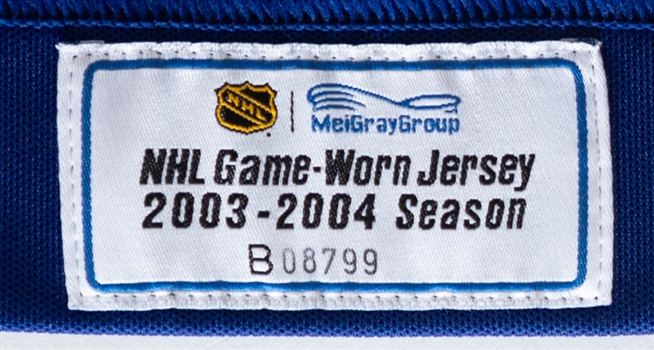 NHL
MeiGrayGroup
NHL Game-Worn Jersey
2003-2004 Season
B08799